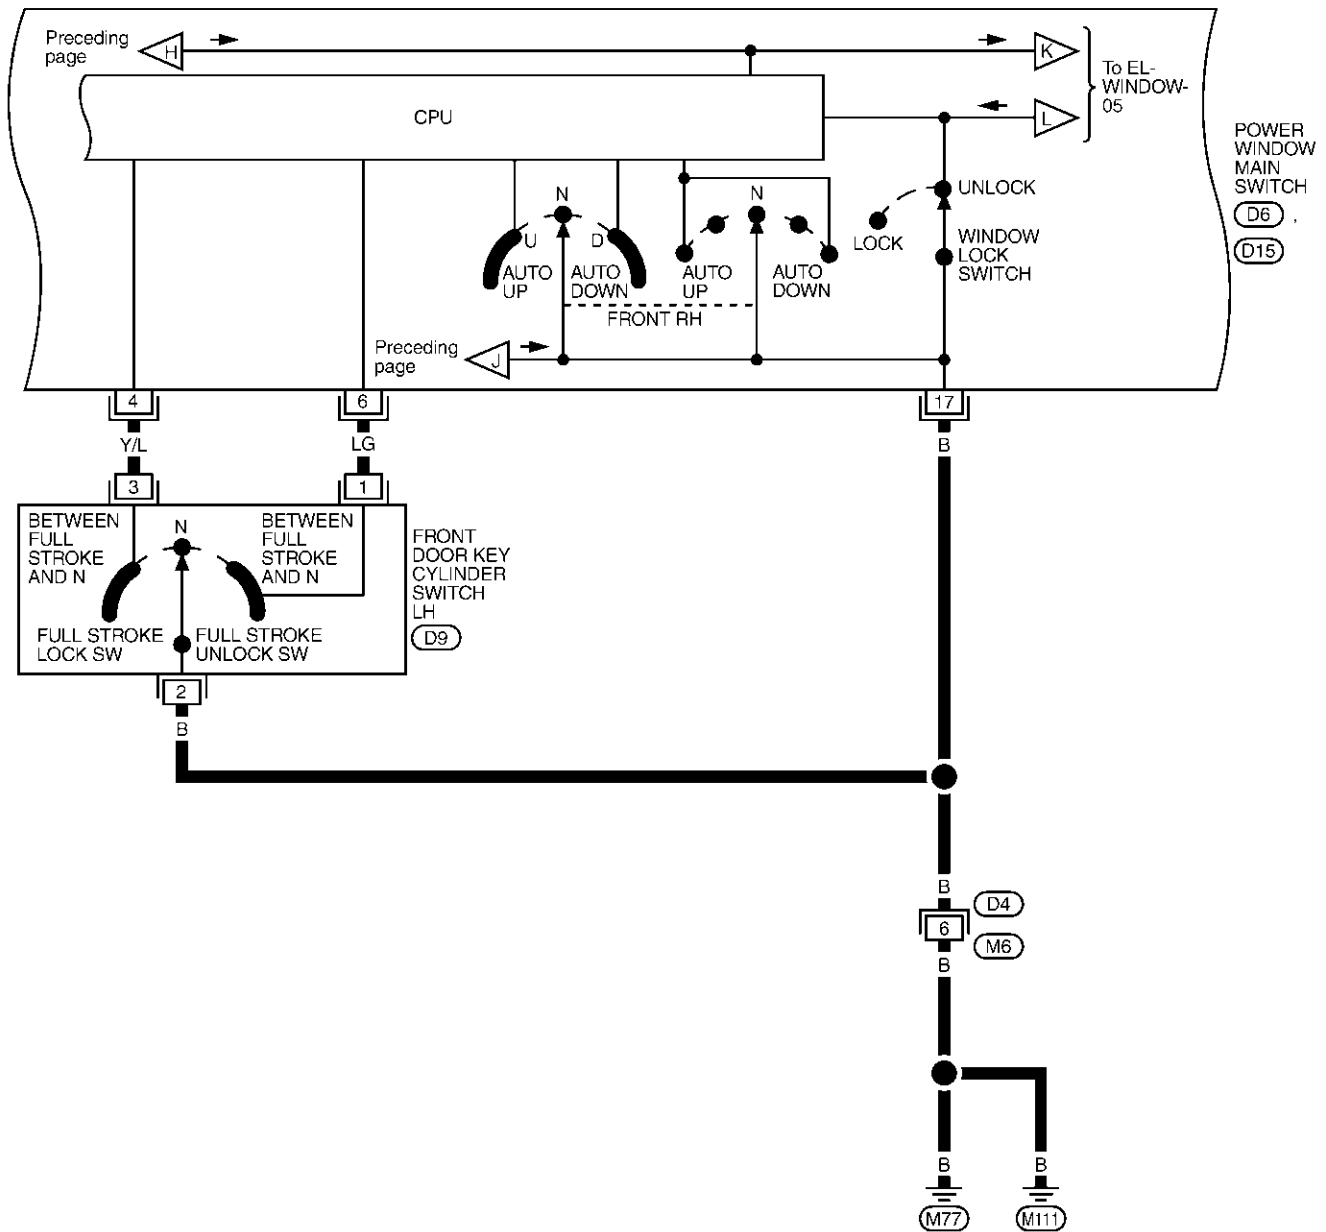 Preceding
page
H
K
To EL-
WINDOW-
05
CPU
L
POWER
WINDOW
MAIN
SWITCH
D6 ,
D15
N
U
D
AUTO
UP
AUTO
DOWN
N
AUTO
UP
AUTO
DOWN
FRONT RH
UNLOCK
LOCK
WINDOW
LOCK
SWITCH
Preceding
page
J
4
6
17
Y/L
LG
B
3
1
BETWEEN
FULL
STROKE
AND N
N
BETWEEN
FULL
STROKE
AND N
FULL STROKE
LOCK SW
FULL STROKE
UNLOCK SW
FRONT
DOOR KEY
CYLINDER
SWITCH
LH
D9
2
B
B
D4
6
M6
B
B
B
M77
M111